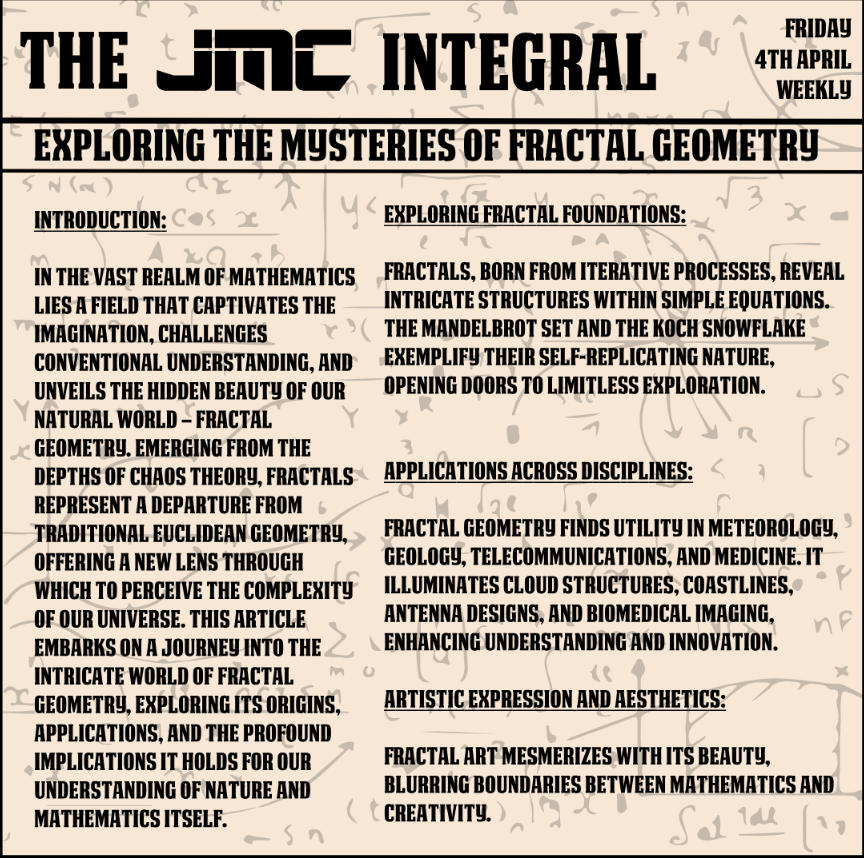 THE JMC INTEGRAL
FRIDAY
4TH APRIL
WEEKLY
EXPLORING THE MYSTERIES OF FRACTAL GEOMETRY
INTRODUCTION:
IN THE VAST REALM OF MATHEMATICS
LIES A FIELD THAT CAPTIVATES THE
IMAGINATION, CHALLENGES
CONVENTIONAL UNDERSTANDING, AND
UNVEILS THE HIDDEN BEAUTY OF OUR
NATURAL WORLD – FRACTAL
GEOMETRY. EMERGING FROM THE
DEPTHS OF CHAOS THEORY, FRACTALS
REPRESENT A DEPARTURE FROM
TRADITIONAL EUCLIDEAN GEOMETRY,
OFFERING A NEW LENS THROUGH
WHICH TO PERCEIVE THE COMPLEXITY
OF OUR UNIVERSE. THIS ARTICLE
EMBARKS ON A JOURNEY INTO THE
INTRICATE WORLD OF FRACTAL
GEOMETRY, EXPLORING ITS ORIGINS,
APPLICATIONS, AND THE PROFOUND
IMPLICATIONS IT HOLDS FOR OUR
UNDERSTANDING OF NATURE AND
MATHEMATICS ITSELF.
EXPLORING FRACTAL FOUNDATIONS:
FRACTALS, BORN FROM ITERATIVE PROCESSES, REVEAL
INTRICATE STRUCTURES WITHIN SIMPLE EQUATIONS.
THE MANDELBROT SET AND THE KOCH SNOWFLAKE
EXEMPLIFY THEIR SELF-REPLICATING NATURE,
OPENING DOORS TO LIMITLESS EXPLORATION.
APPLICATIONS ACROSS DISCIPLINES:
FRACTAL GEOMETRY FINDS UTILITY IN METEOROLOGY,
GEOLOGY, TELECOMMUNICATIONS, AND MEDICINE. IT
ILLUMINATES CLOUD STRUCTURES, COASTLINES,
ANTENNA DESIGNS, AND BIOMEDICAL IMAGING,
ENHANCING UNDERSTANDING AND INNOVATION.
ARTISTIC EXPRESSION AND AESTHETICS:
FRACTAL ART MESMERIZES WITH ITS BEAUTY,
BLURRING BOUNDARIES BETWEEN MATHEMATICS AND
CREATIVITY.